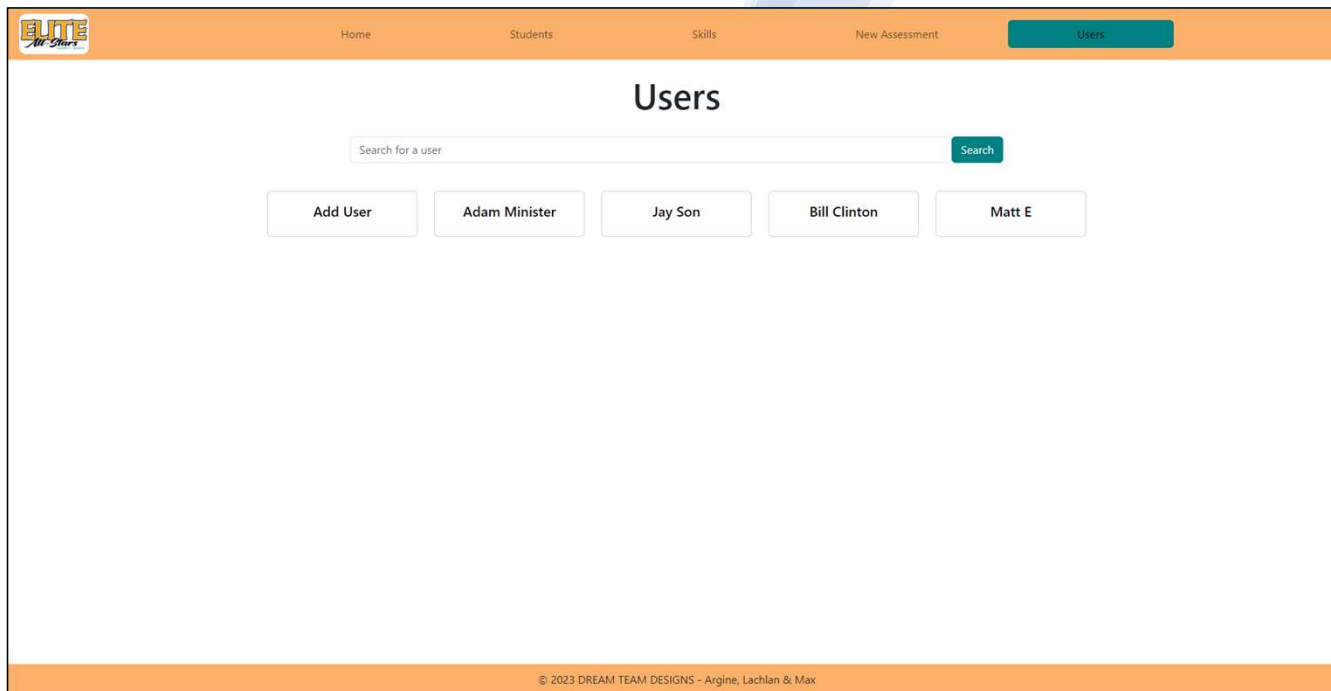 ELITE
All-Stars
Home
Students
Skills
New Assessment
Users
Users
Search for a user
Search
Add User
Adam Minister
Jay Son
Bill Clinton
Matt E
© 2023 DREAM TEAM DESIGNS - Argine, Lachlan & Max